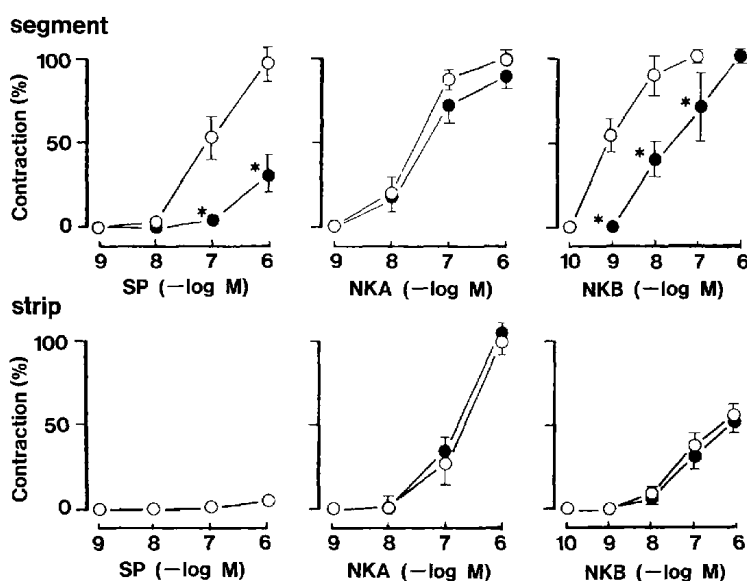 segment
Contraction (%)
100
50
0
9 8 7 6
SP (−log M)
* *
9 8 7 6
NKA (−log M)
10 9 8 7 6
NKB (−log M)
* * *
strip
Contraction (%)
100
50
0
9 8 7 6
SP (−log M)
9 8 7 6
NKA (−log M)
10 9 8 7 6
NKB (−log M)